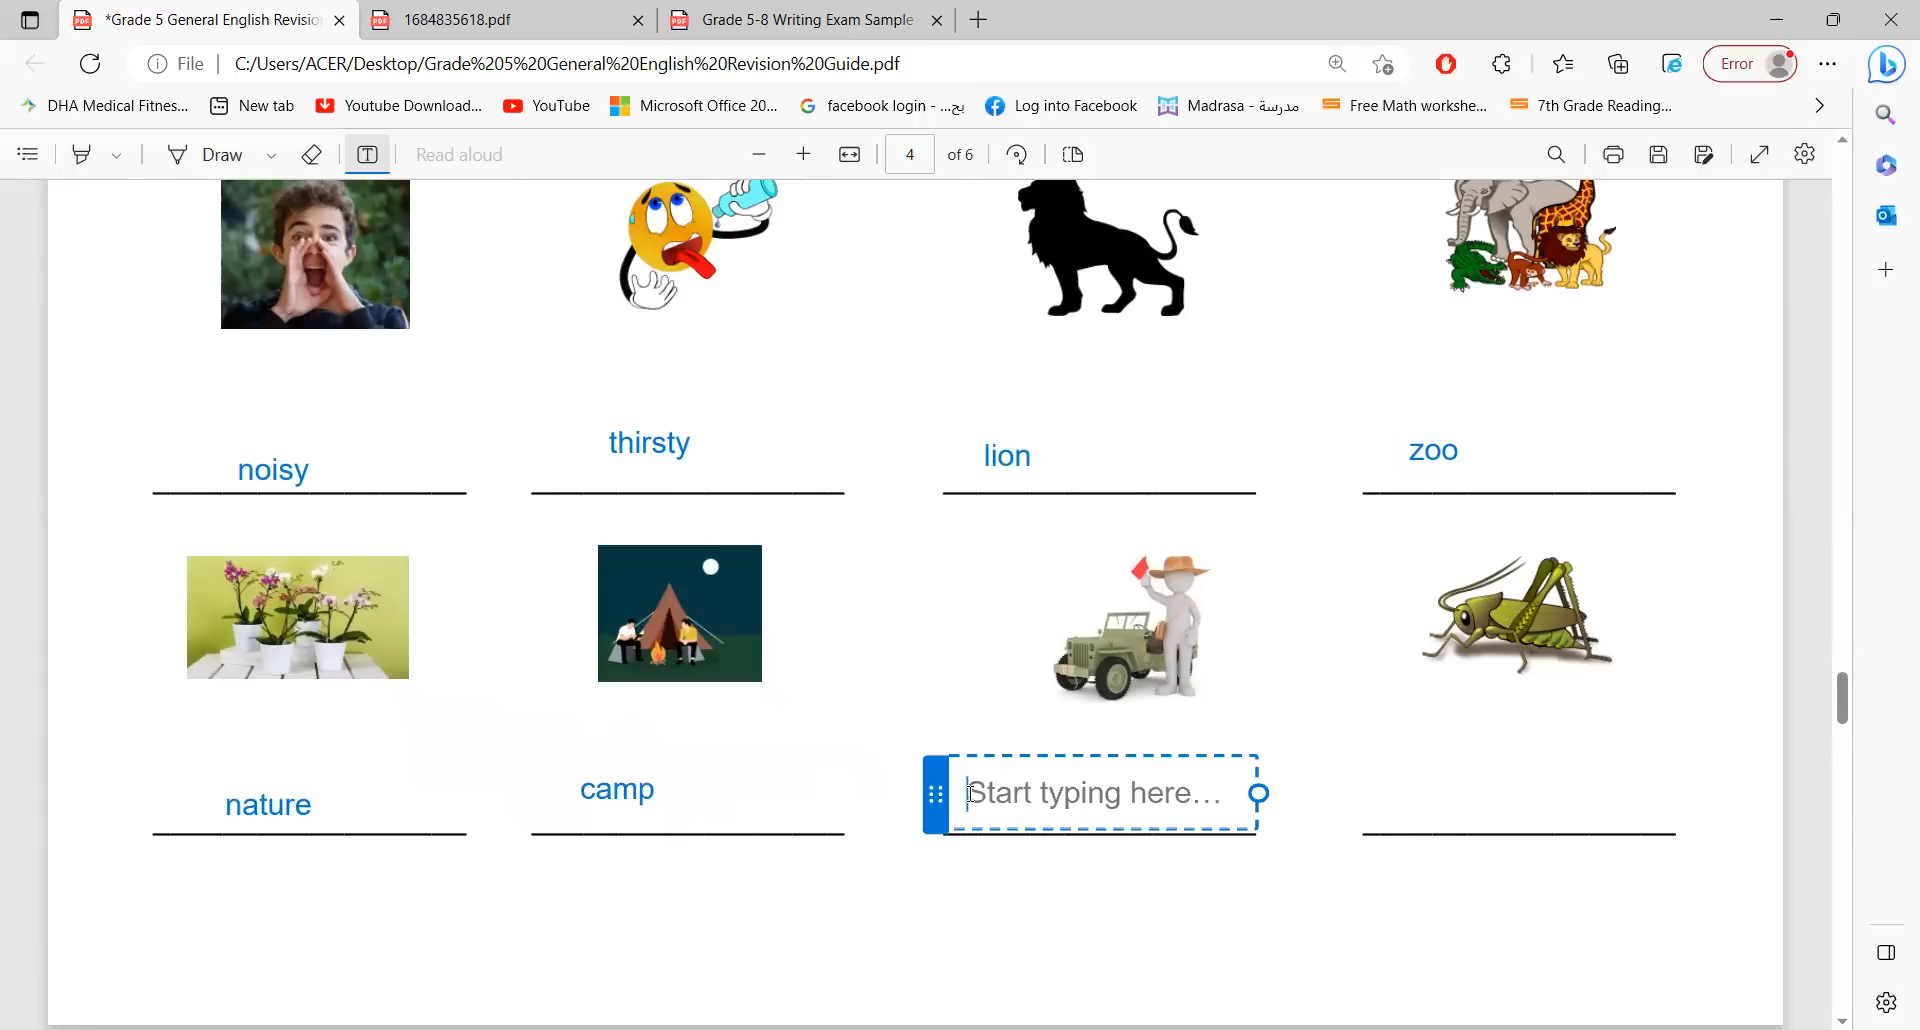 *Grade 5 General English Revisio
1684835618.pdf
Grade 5-8 Writing Exam Sample
File
C:/Users/ACER/Desktop/Grade%205%20General%20English%20Revision%20Guide.pdf
Error
DHA Medical Fitnes...
New tab
Youtube Download...
YouTube
Microsoft Office 20...
facebook login - ...بح
Log into Facebook
Madrasa - مدرسة
Free Math workshe...
7th Grade Reading...
Draw
Read aloud
4 of 6
noisy
thirsty
lion
zoo
nature
camp
Start typing here...